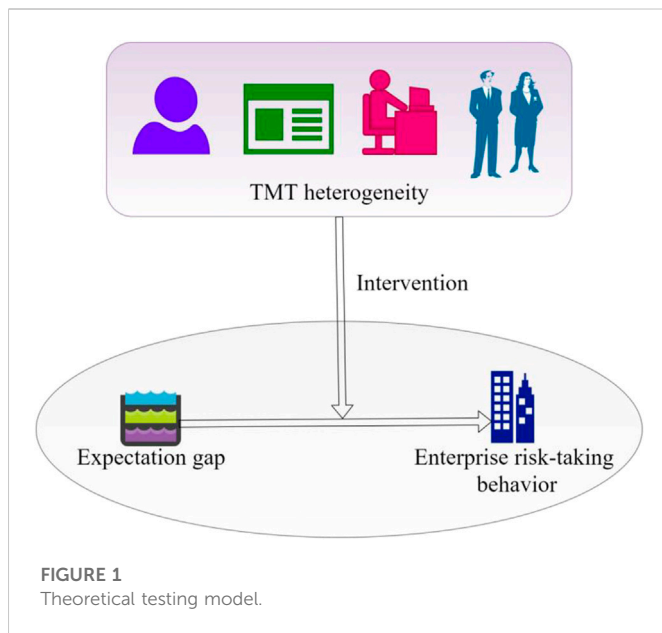 TMT heterogeneity
Intervention
Expectation gap
Enterprise risk-taking
behavior
FIGURE 1
Theoretical testing model.